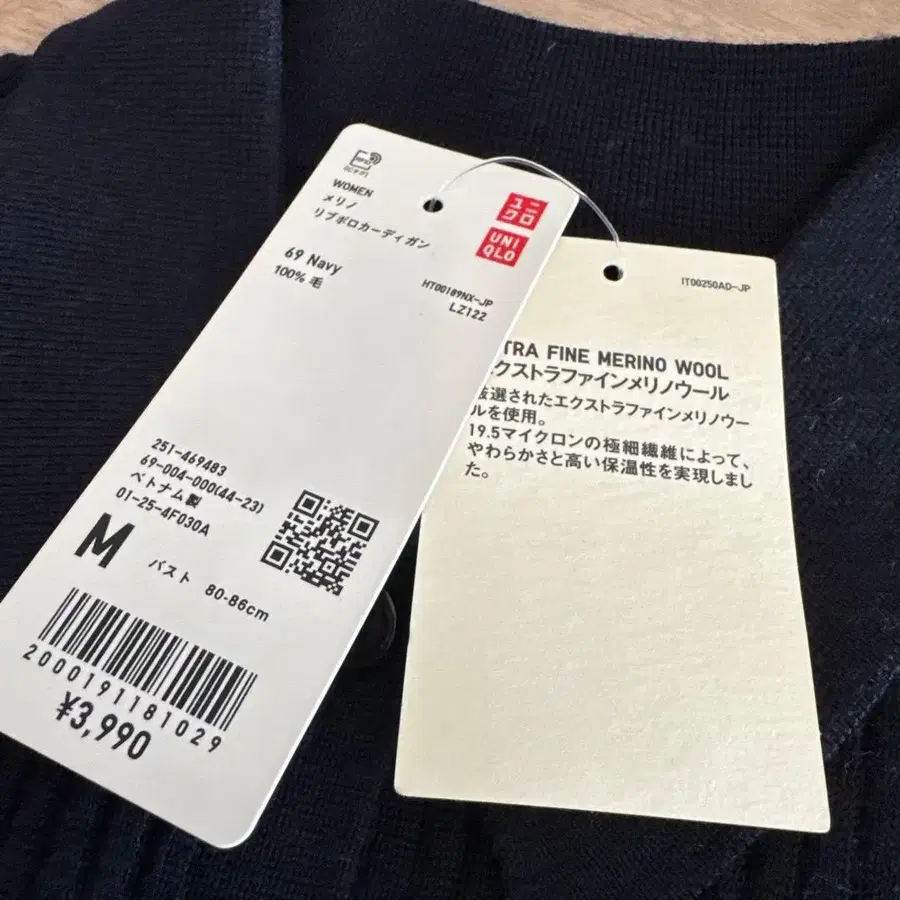 WOMEN
メリノ
リブポロカーディガン
ユニ
クロ
UNI
QLO
69 Navy
100% 毛
HT00189NX-JP
LZ122
251-469483
69-004-000(44-23)
ベトナム製
01-25-4F030A
M
バスト 80-86cm
2000191181029
¥3,990
IT00250AD-JP
TRA FINE MERINO WOOL
エクストラファインメリノウール
厳選されたエクストラファインメリノウー
ルを使用。
19.5マイクロンの極細繊維によって、
やわらかさと高い保温性を実現しまし
た。